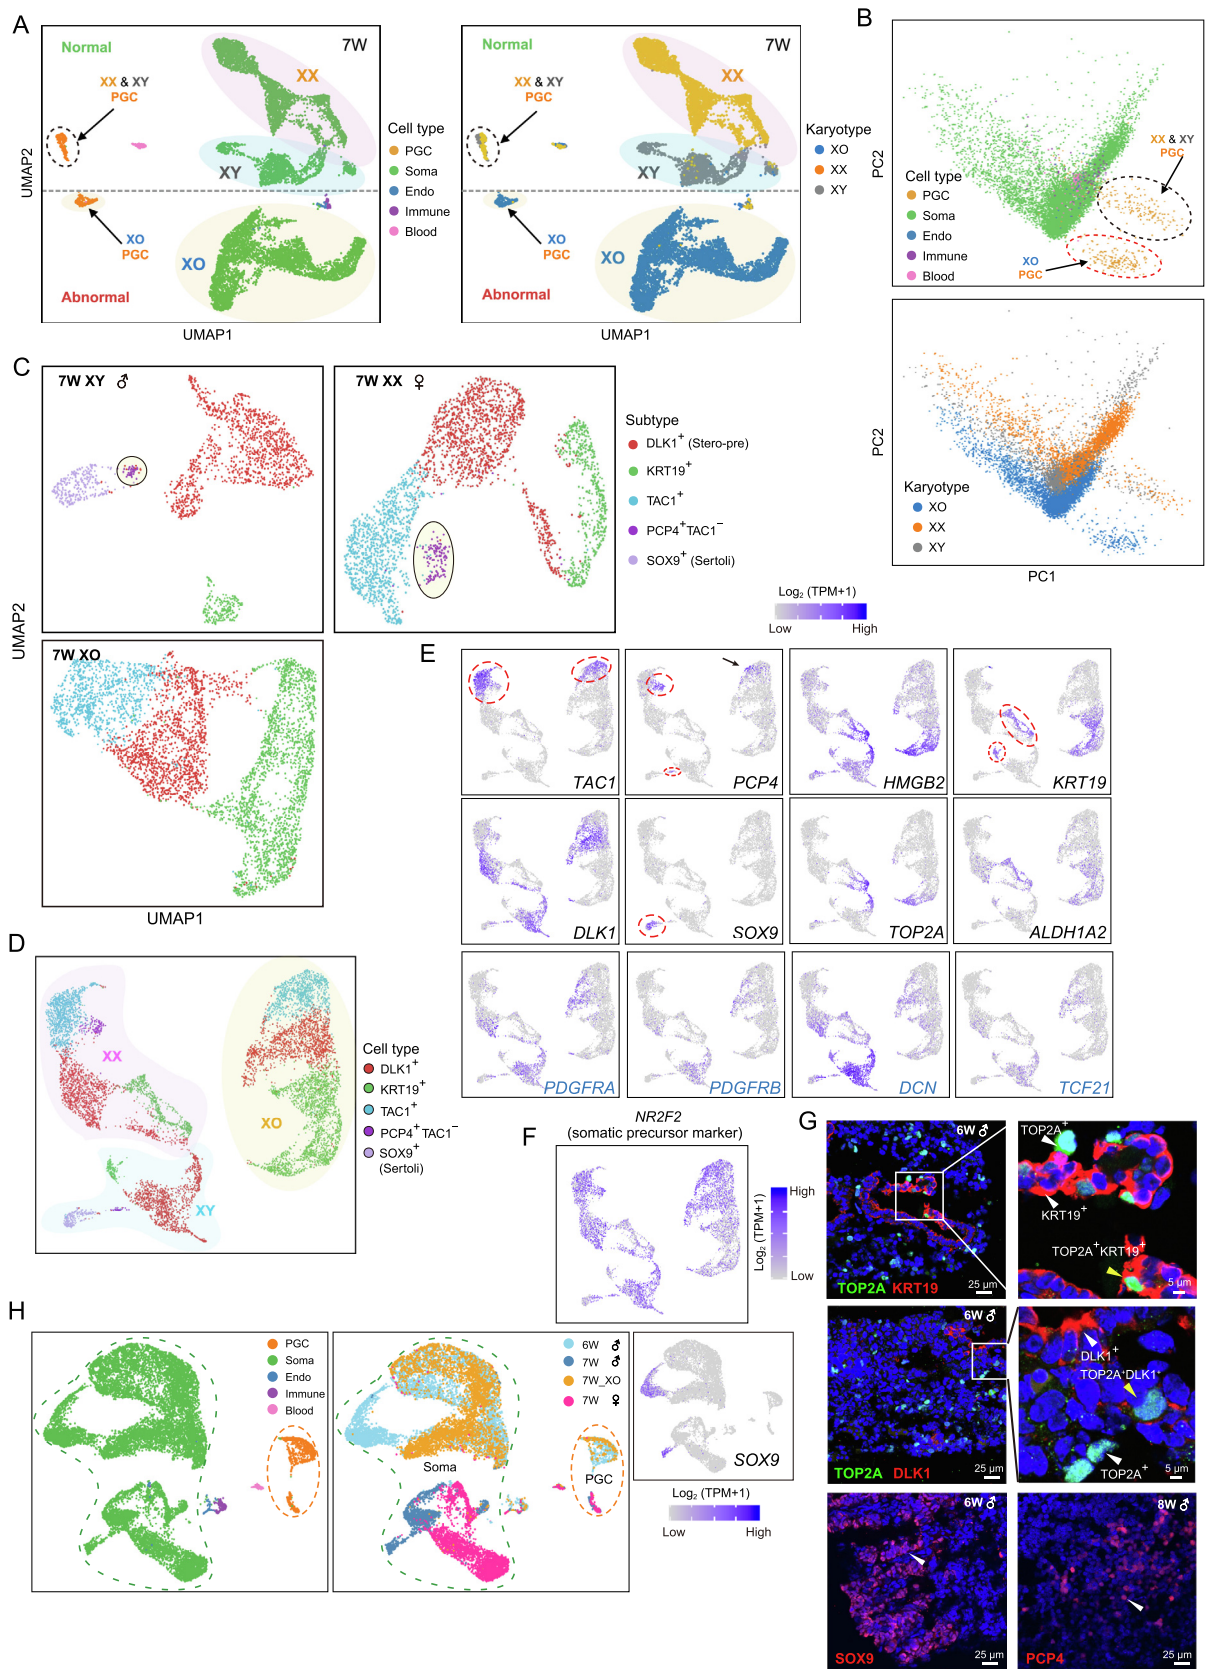 A
Normal
7W
XX & XY
PGC
XX
XY
XO
PGC
XO
Abnormal
UMAP2
UMAP1
Cell type
PGC
Soma
Endo
Immune
Blood
Normal
7W
XX & XY
PGC
XX
XY
XO
PGC
XO
Abnormal
UMAP1
Karyotype
XO
XX
XY
B
PC2
XX & XY
PGC
Cell type
PGC
Soma
Endo
Immune
Blood
XO
PGC
PC2
Karyotype
XO
XX
XY
PC1
C
7W XY ♂
7W XX ♀
7W XO
UMAP2
UMAP1
Subtype
DLK1+ (Stero-pre)
KRT19+
TAC1+
PCP4+TAC1−
SOX9+ (Sertoli)
Log2 (TPM+1)
Low High
D
XX
XO
XY
Cell type
DLK1+
KRT19+
TAC1+
PCP4+TAC1−
SOX9+
(Sertoli)
E
TAC1
PCP4
HMGB2
KRT19
DLK1
SOX9
TOP2A
ALDH1A2
PDGFRA
PDGFRB
DCN
TCF21
F
NR2F2
(somatic precursor marker)
High
Log2 (TPM+1)
Low
G
6W ♂
TOP2A KRT19
25 µm
TOP2A+
KRT19+
TOP2A+KRT19+
5 µm
6W ♂
TOP2A DLK1
25 µm
DLK1+
TOP2A+DLK1+
TOP2A+
5 µm
6W ♂
SOX9
25 µm
8W ♂
PCP4
25 µm
H
PGC
Soma
Endo
Immune
Blood
6W ♂
7W ♂
7W_XO
7W ♀
Soma
PGC
SOX9
Log2 (TPM+1)
Low High